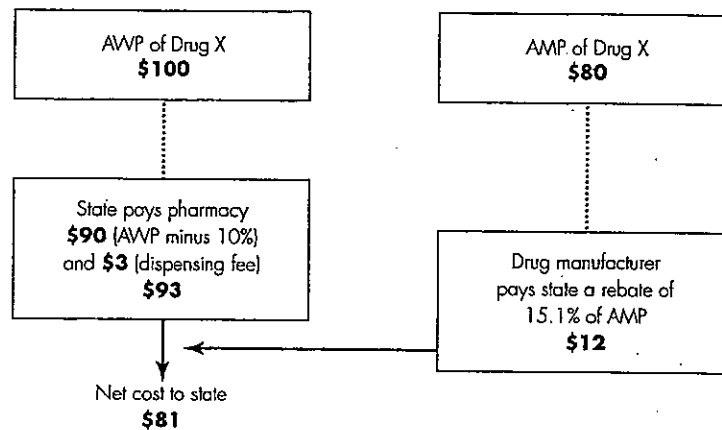 AWP of Drug X
$100
AMP of Drug X
$80
State pays pharmacy
$90 (AWP minus 10%)
and $3 (dispensing fee)
$93
Drug manufacturer
pays state a rebate of
15.1% of AMP
$12
Net cost to state
$81